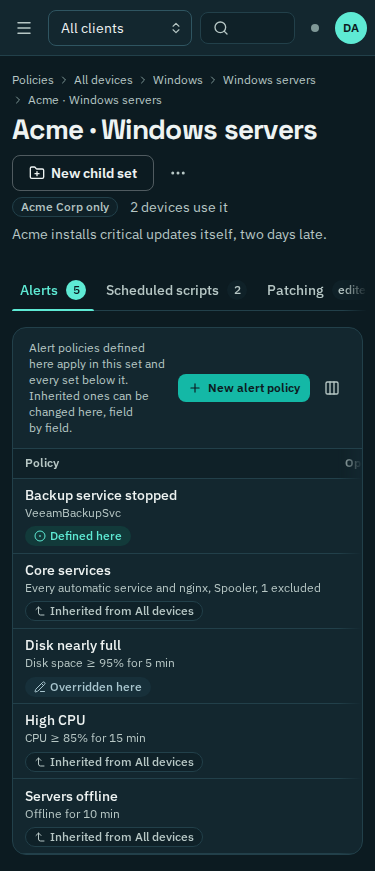 All clients
DA
Policies
All devices
Windows
Windows servers
Acme · Windows servers
Acme · Windows servers
New child set
Acme Corp only
2 devices use it
Acme installs critical updates itself, two days late.
Alerts 5
Scheduled scripts 2
Patching edite
Alert policies defined
here apply in this set and
every set below it.
Inherited ones can be
changed here, field
by field.
New alert policy
Policy
Op
Backup service stopped
VeeamBackupSvc
Defined here
Core services
Every automatic service and nginx, Spooler, 1 excluded
Inherited from All devices
Disk nearly full
Disk space ≥ 95% for 5 min
Overridden here
High CPU
CPU ≥ 85% for 15 min
Inherited from All devices
Servers offline
Offline for 10 min
Inherited from All devices